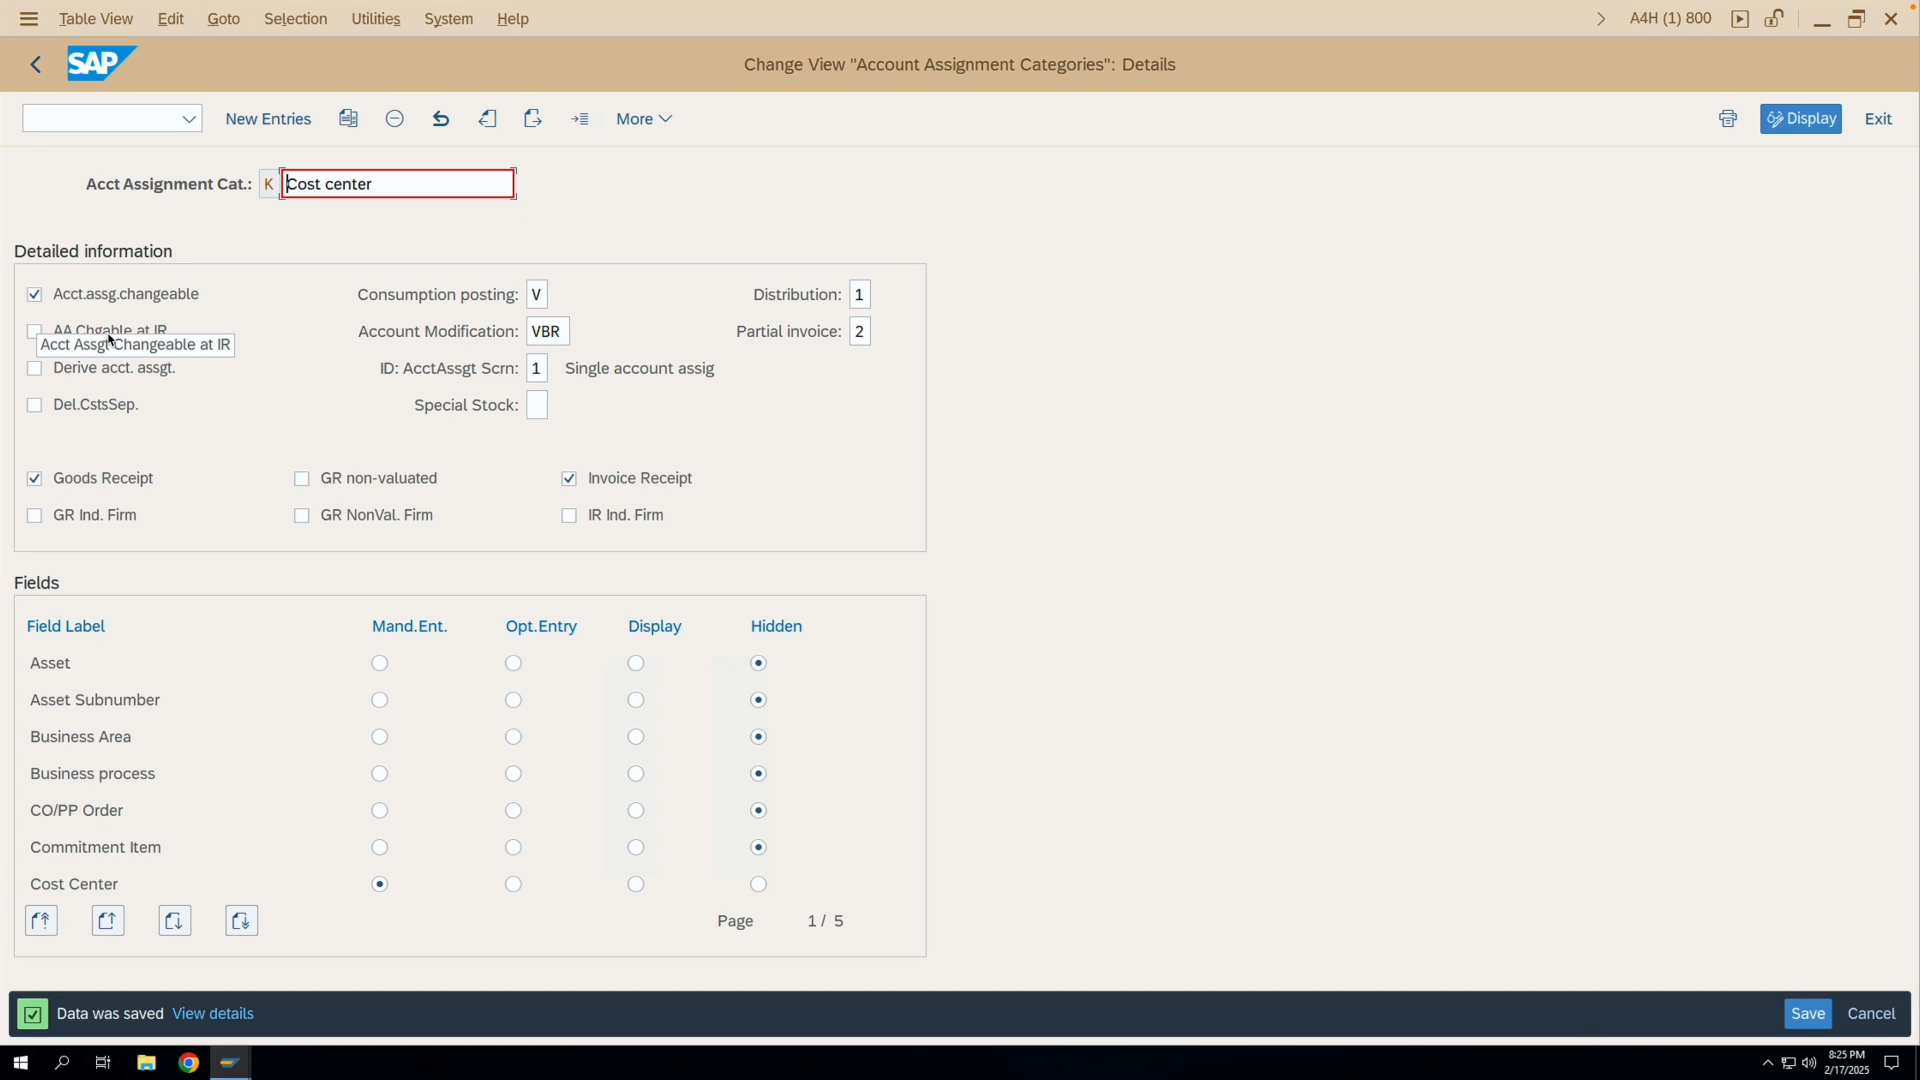 Table View Edit Goto Selection Utilities System Help A4H (1) 800
SAP Change View "Account Assignment Categories": Details
New Entries More Display Exit
Acct Assignment Cat.: K Cost center
Detailed information
Acct.assg.changeable Consumption posting: V Distribution: 1
AA Chgable at IR Account Modification: VBR Partial invoice: 2
Acct Assgt Changeable at IR
Derive acct. assgt. ID: AcctAssgt Scrn: 1 Single account assig
Del.CstsSep. Special Stock:
Goods Receipt GR non-valuated Invoice Receipt
GR Ind. Firm GR NonVal. Firm IR Ind. Firm
Fields
Field Label Mand.Ent. Opt.Entry Display Hidden
Asset
Asset Subnumber
Business Area
Business process
CO/PP Order
Commitment Item
Cost Center
Page 1 / 5
Data was saved View details Save Cancel
8:25 PM
2/17/2025